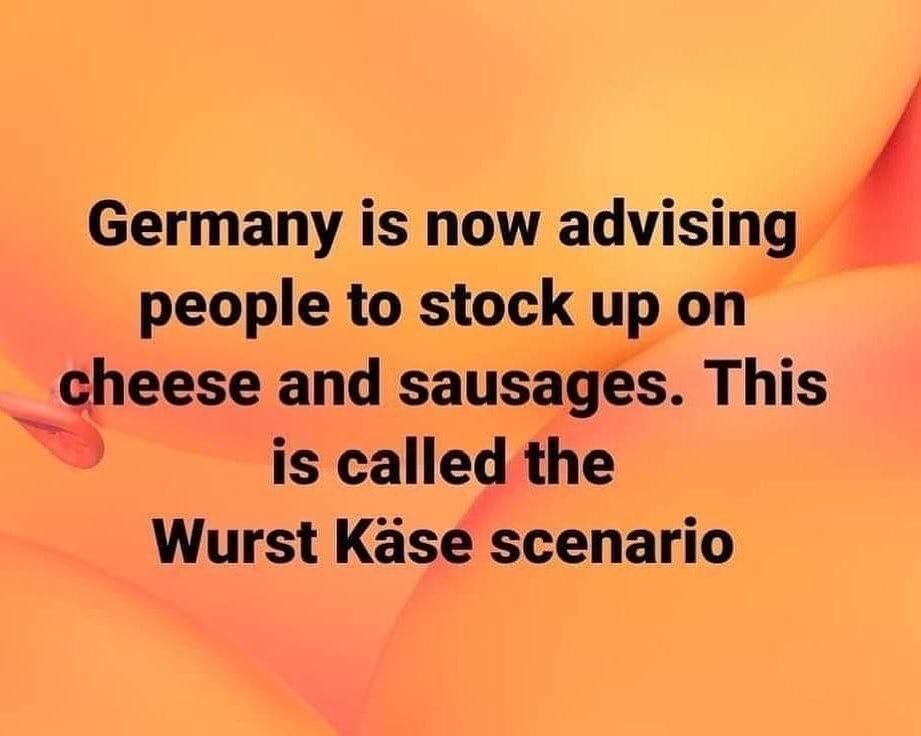 Germany is now advising
people to stock up on
cheese and sausages. This
is called the
Wurst Käse scenario